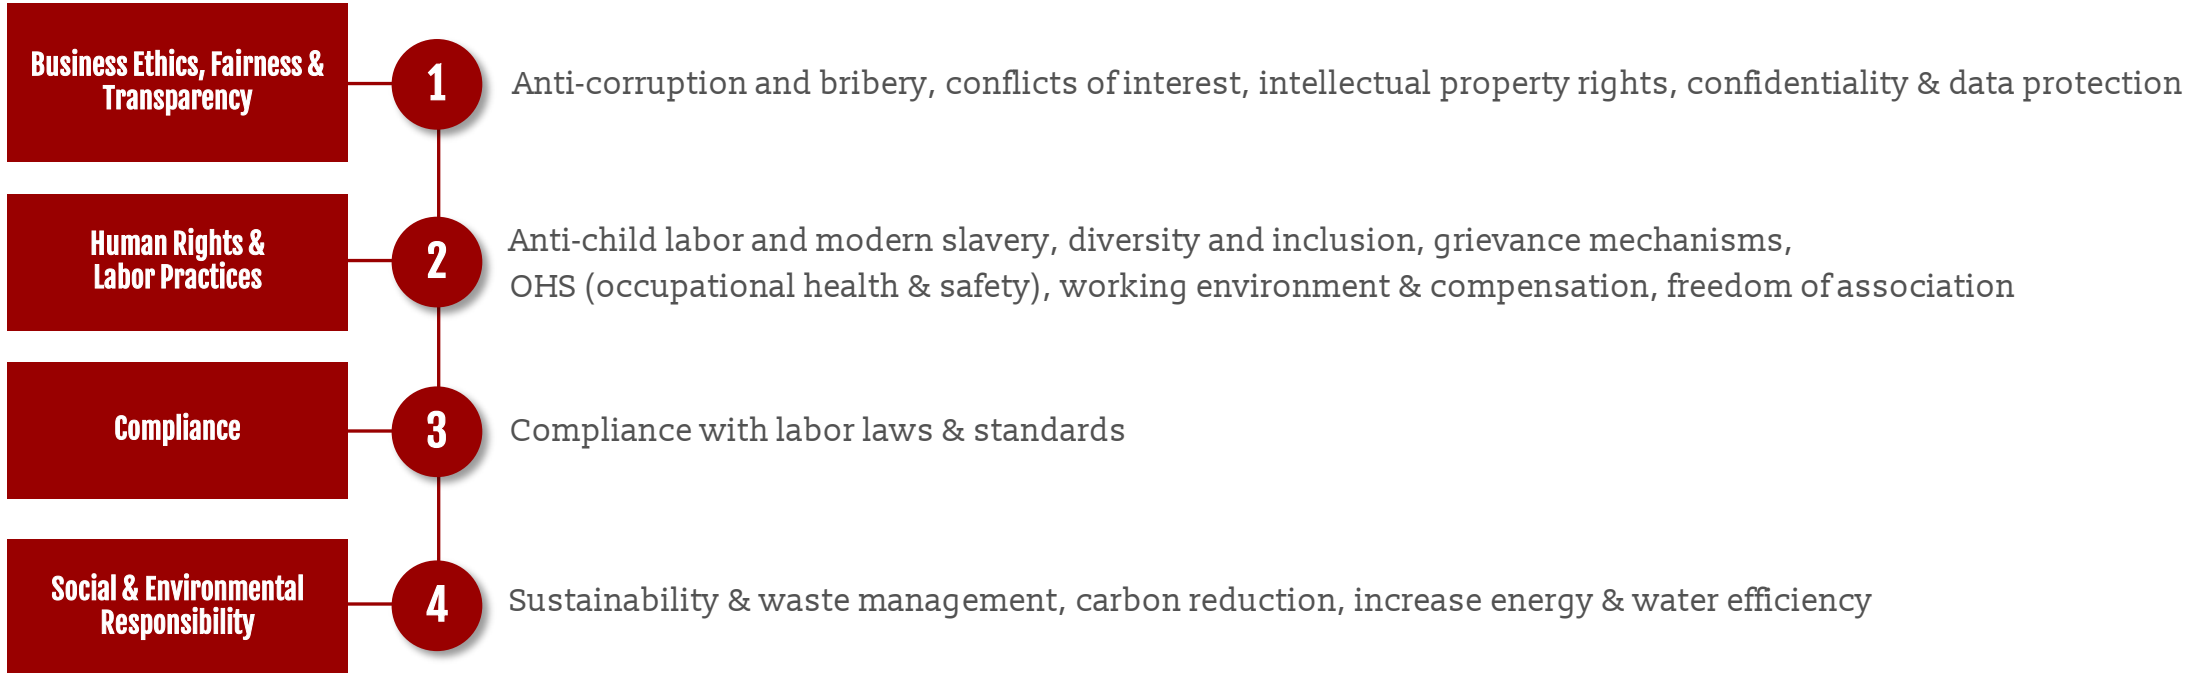 Business Ethics, Fairness &
Transparency
1
Anti-corruption and bribery, conflicts of interest, intellectual property rights, confidentiality & data protection
Human Rights &
Labor Practices
2
Anti-child labor and modern slavery, diversity and inclusion, grievance mechanisms,
OHS (occupational health & safety), working environment & compensation, freedom of association
Compliance
3
Compliance with labor laws & standards
Social & Environmental
Responsibility
4
Sustainability & waste management, carbon reduction, increase energy & water efficiency